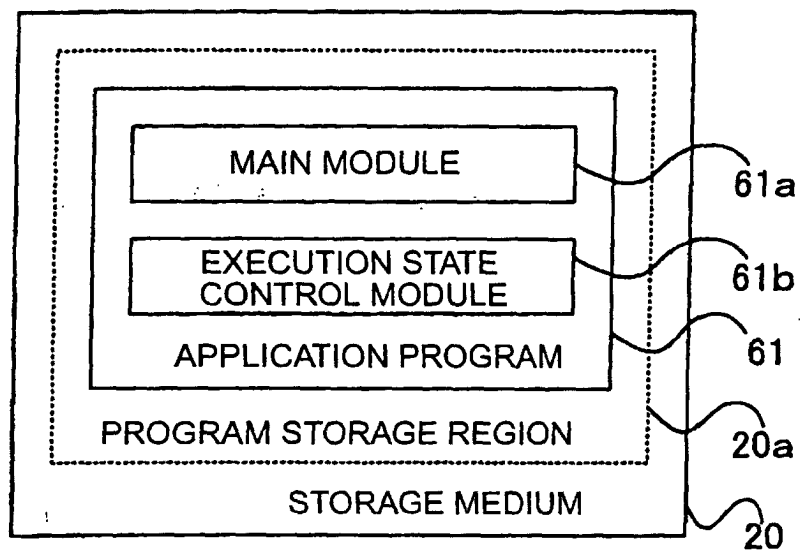 MAIN MODULE
61a
EXECUTION STATE
CONTROL MODULE
61b
APPLICATION PROGRAM
61
PROGRAM STORAGE REGION
20a
STORAGE MEDIUM
20